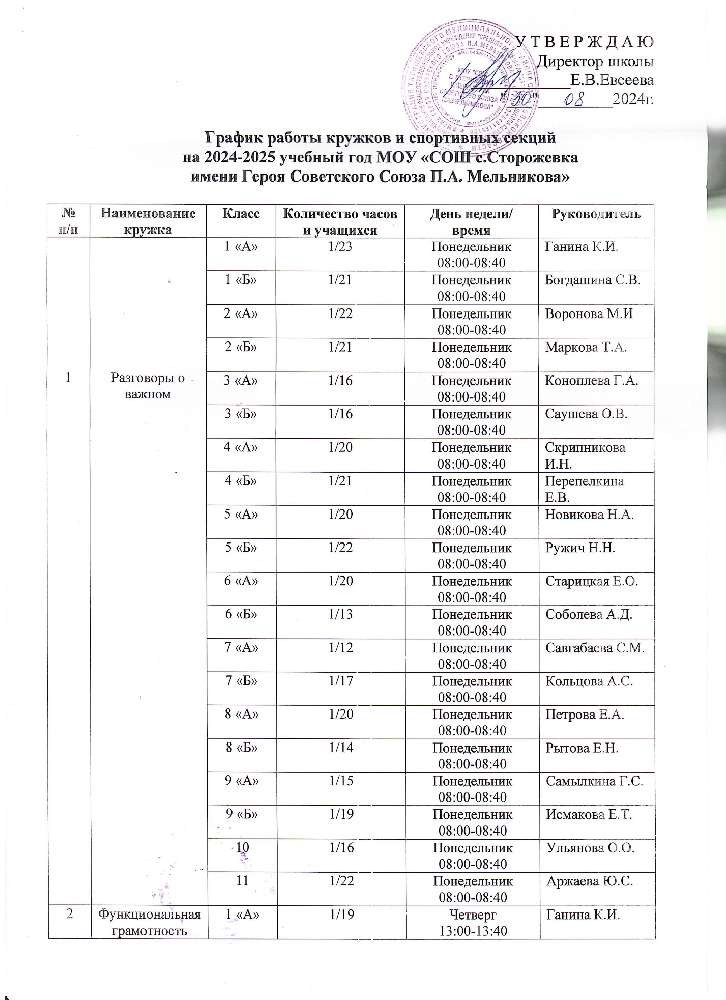 УТВЕРЖДАЮ
Директор школы
Е.В.Евсеева
"30" 08 2024г.
График работы кружков и спортивных секций
на 2024-2025 учебный год МОУ «СОШ с.Сторожевка
имени Героя Советского Союза П.А. Мельникова»
№ Наименование Класс Количество часов День недели/ Руководитель
п/п кружка и учащихся время
1 «А» 1/23 Понедельник Ганина К.И.
08:00-08:40
1 «Б» 1/21 Понедельник Богдашина С.В.
08:00-08:40
2 «А» 1/22 Понедельник Воронова М.И
08:00-08:40
2 «Б» 1/21 Понедельник Маркова Т.А.
08:00-08:40
1 Разговоры о 3 «А» 1/16 Понедельник Коноплева Г.А.
важном 08:00-08:40
3 «Б» 1/16 Понедельник Саушева О.В.
08:00-08:40
4 «А» 1/20 Понедельник Скрипникова
08:00-08:40 И.Н.
4 «Б» 1/21 Понедельник Перепелкина
08:00-08:40 Е.В.
5 «А» 1/20 Понедельник Новикова Н.А.
08:00-08:40
5 «Б» 1/22 Понедельник Ружич Н.Н.
08:00-08:40
6 «А» 1/20 Понедельник Старицкая Е.О.
08:00-08:40
6 «Б» 1/13 Понедельник Соболева А.Д.
08:00-08:40
7 «А» 1/12 Понедельник Савгабаева С.М.
08:00-08:40
7 «Б» 1/17 Понедельник Кольцова А.С.
08:00-08:40
8 «А» 1/20 Понедельник Петрова Е.А.
08:00-08:40
8 «Б» 1/14 Понедельник Рытова Е.Н.
08:00-08:40
9 «А» 1/15 Понедельник Самылкина Г.С.
08:00-08:40
9 «Б» 1/19 Понедельник Исмакова Е.Т.
08:00-08:40
10 1/16 Понедельник Ульянова О.О.
08:00-08:40
11 1/22 Понедельник Аржаева Ю.С.
08:00-08:40
2 Функциональная 1 «А» 1/19 Четверг Ганина К.И.
грамотность 13:00-13:40